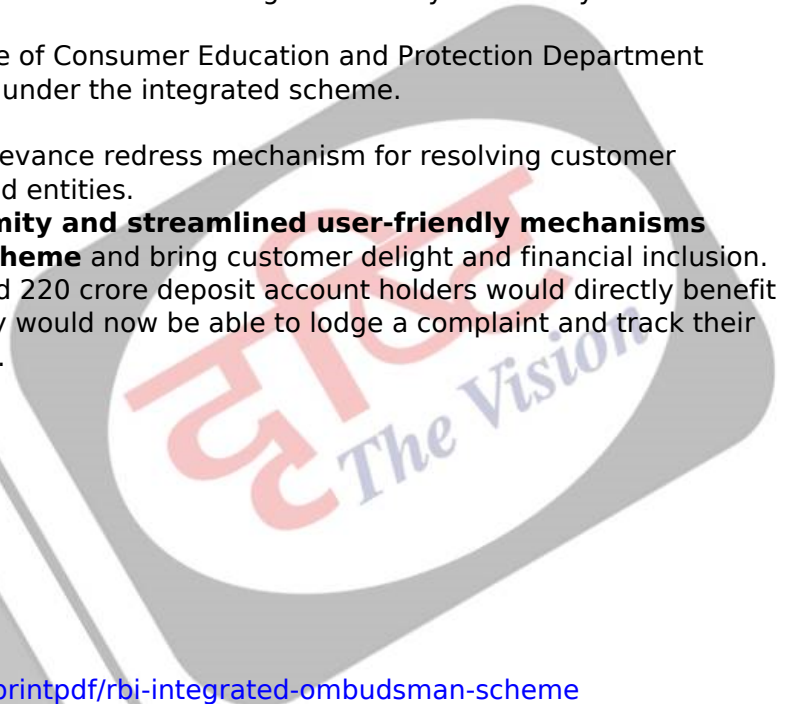 e of Consumer Education and Protection Department
under the integrated scheme.
evance redress mechanism for resolving customer
d entities.
mity and streamlined user-friendly mechanisms
heme and bring customer delight and financial inclusion.
d 220 crore deposit account holders would directly benefit
y would now be able to lodge a complaint and track their
.
दृष्टि
The Vision
printpdf/rbi-integrated-ombudsman-scheme